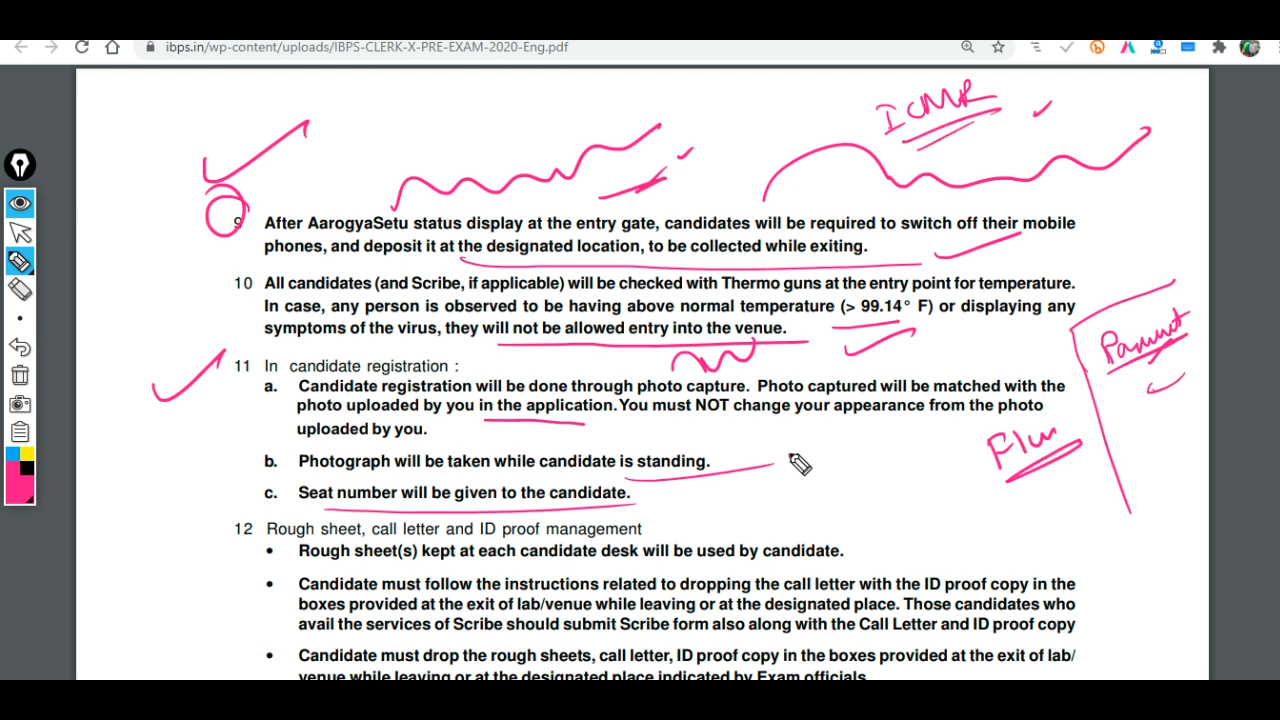 ibps.in/wp-content/uploads/IBPS-CLERK-X-PRE-EXAM-2020-Eng.pdf
ICMR
9 After AarogyaSetu status display at the entry gate, candidates will be required to switch off their mobile
phones, and deposit it at the designated location, to be collected while exiting.
10 All candidates (and Scribe, if applicable) will be checked with Thermo guns at the entry point for temperature.
In case, any person is observed to be having above normal temperature (> 99.14° F) or displaying any
symptoms of the virus, they will not be allowed entry into the venue.
11 In candidate registration :
a. Candidate registration will be done through photo capture. Photo captured will be matched with the
photo uploaded by you in the application. You must NOT change your appearance from the photo
uploaded by you.
b. Photograph will be taken while candidate is standing.
c. Seat number will be given to the candidate.
12 Rough sheet, call letter and ID proof management
• Rough sheet(s) kept at each candidate desk will be used by candidate.
• Candidate must follow the instructions related to dropping the call letter with the ID proof copy in the
boxes provided at the exit of lab/venue while leaving or at the designated place. Those candidates who
avail the services of Scribe should submit Scribe form also along with the Call Letter and ID proof copy
• Candidate must drop the rough sheets, call letter, ID proof copy in the boxes provided at the exit of lab/
venue while leaving or at the designated place indicated by Exam officials